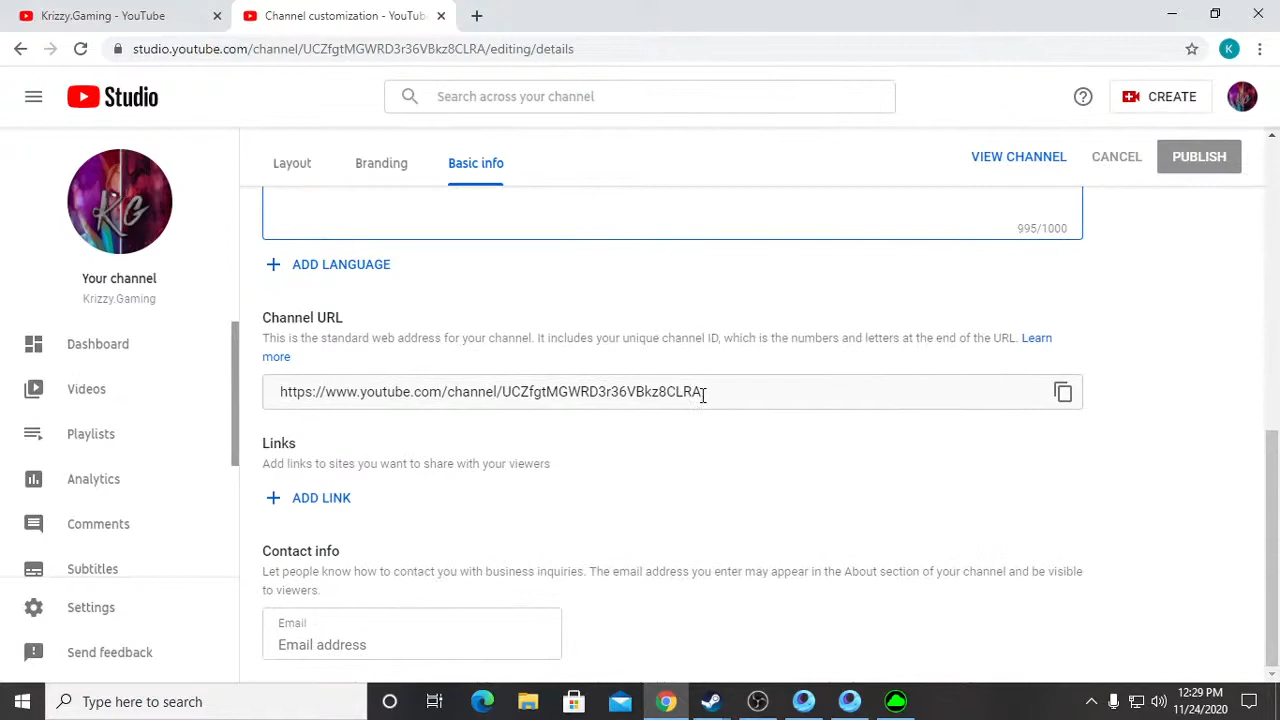 Krizzy.Gaming - YouTube
Channel customization - YouTube
studio.youtube.com/channel/UCZfgtMGWRD3r36VBkz8CLRA/editing/details
K
Studio
Search across your channel
CREATE
Layout
Branding
Basic info
VIEW CHANNEL
CANCEL
PUBLISH
KG
Your channel
Krizzy.Gaming
Dashboard
Videos
Playlists
Analytics
Comments
Subtitles
Settings
Send feedback
995/1000
ADD LANGUAGE
Channel URL
This is the standard web address for your channel. It includes your unique channel ID, which is the numbers and letters at the end of the URL. Learn
more
https://www.youtube.com/channel/UCZfgtMGWRD3r36VBkz8CLRA
Links
Add links to sites you want to share with your viewers
ADD LINK
Contact info
Let people know how to contact you with business inquiries. The email address you enter may appear in the About section of your channel and be visible
to viewers.
Email
Email address
Type here to search
12:29 PM
11/24/2020